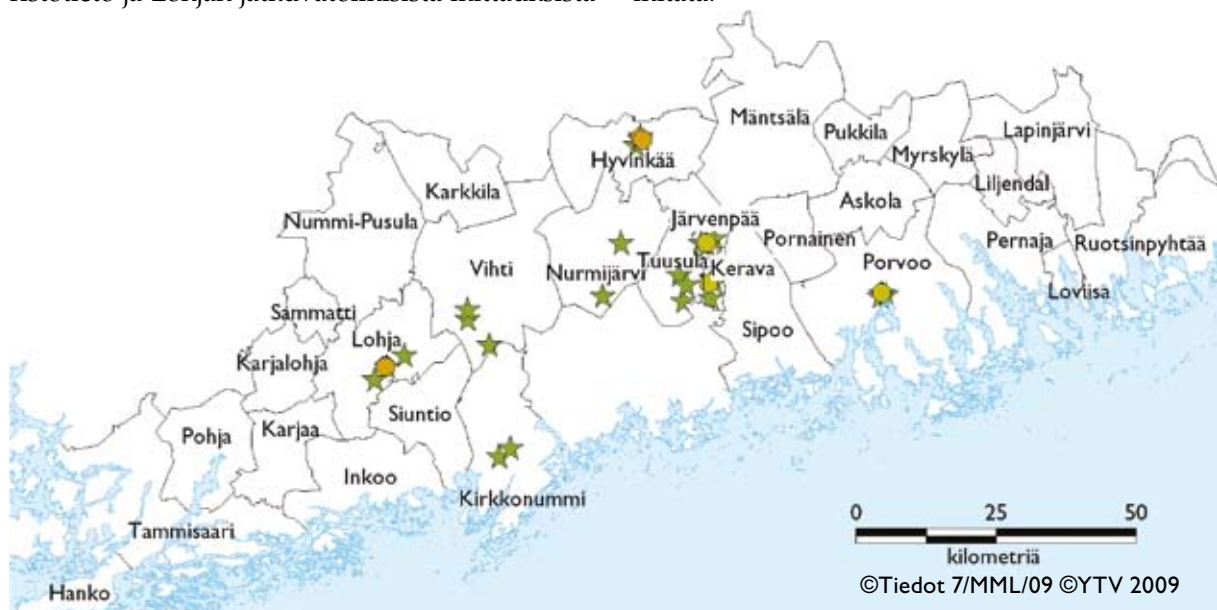 Mäntsälä
Pukkila
Lapinjärvi
Hyvinkää
Myrskylä
Karkkila
Liljendal
Askola
Nummi-Pusula
Järvenpää
Pornainen
Pernaja
Ruotsinpyhtää
Vihti
Nurmijärvi
Tuusula
Kerava
Porvoo
Loviisa
Sammatti
Sipoo
Lohja
Karjalohja
Siuntio
Pohja
Karjaa
Inkoo
Kirkkonummi
Tammisaari
Hanko
0 25 50
kilometriä
©Tiedot 7/MML/09 ©YTV 2009